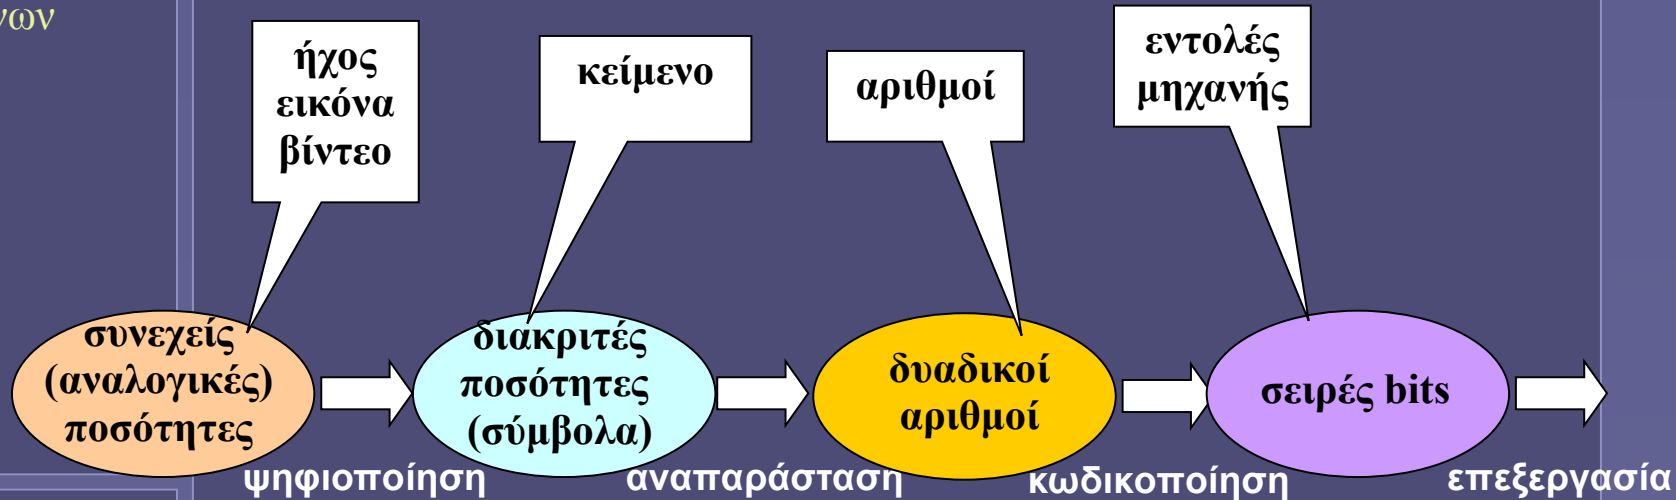 ήχος
εικόνα
βίντεο
κείμενο
αριθμοί
εντολές
μηχανής
συνεχείς
(αναλογικές)
ποσότητες
διακριτές
ποσότητες
(σύμβολα)
δυαδικοί
αριθμοί
σειρές bits
ψηφιοποίηση
αναπαράσταση
κωδικοποίηση
επεξεργασία